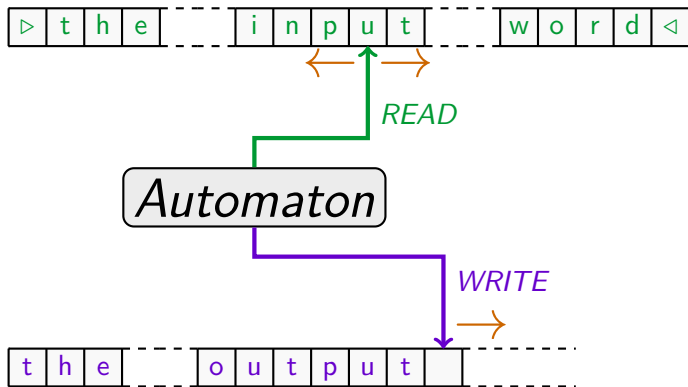 ▷ t h e i n p u t w o r d ◁
READ
Automaton
WRITE
t h e o u t p u t